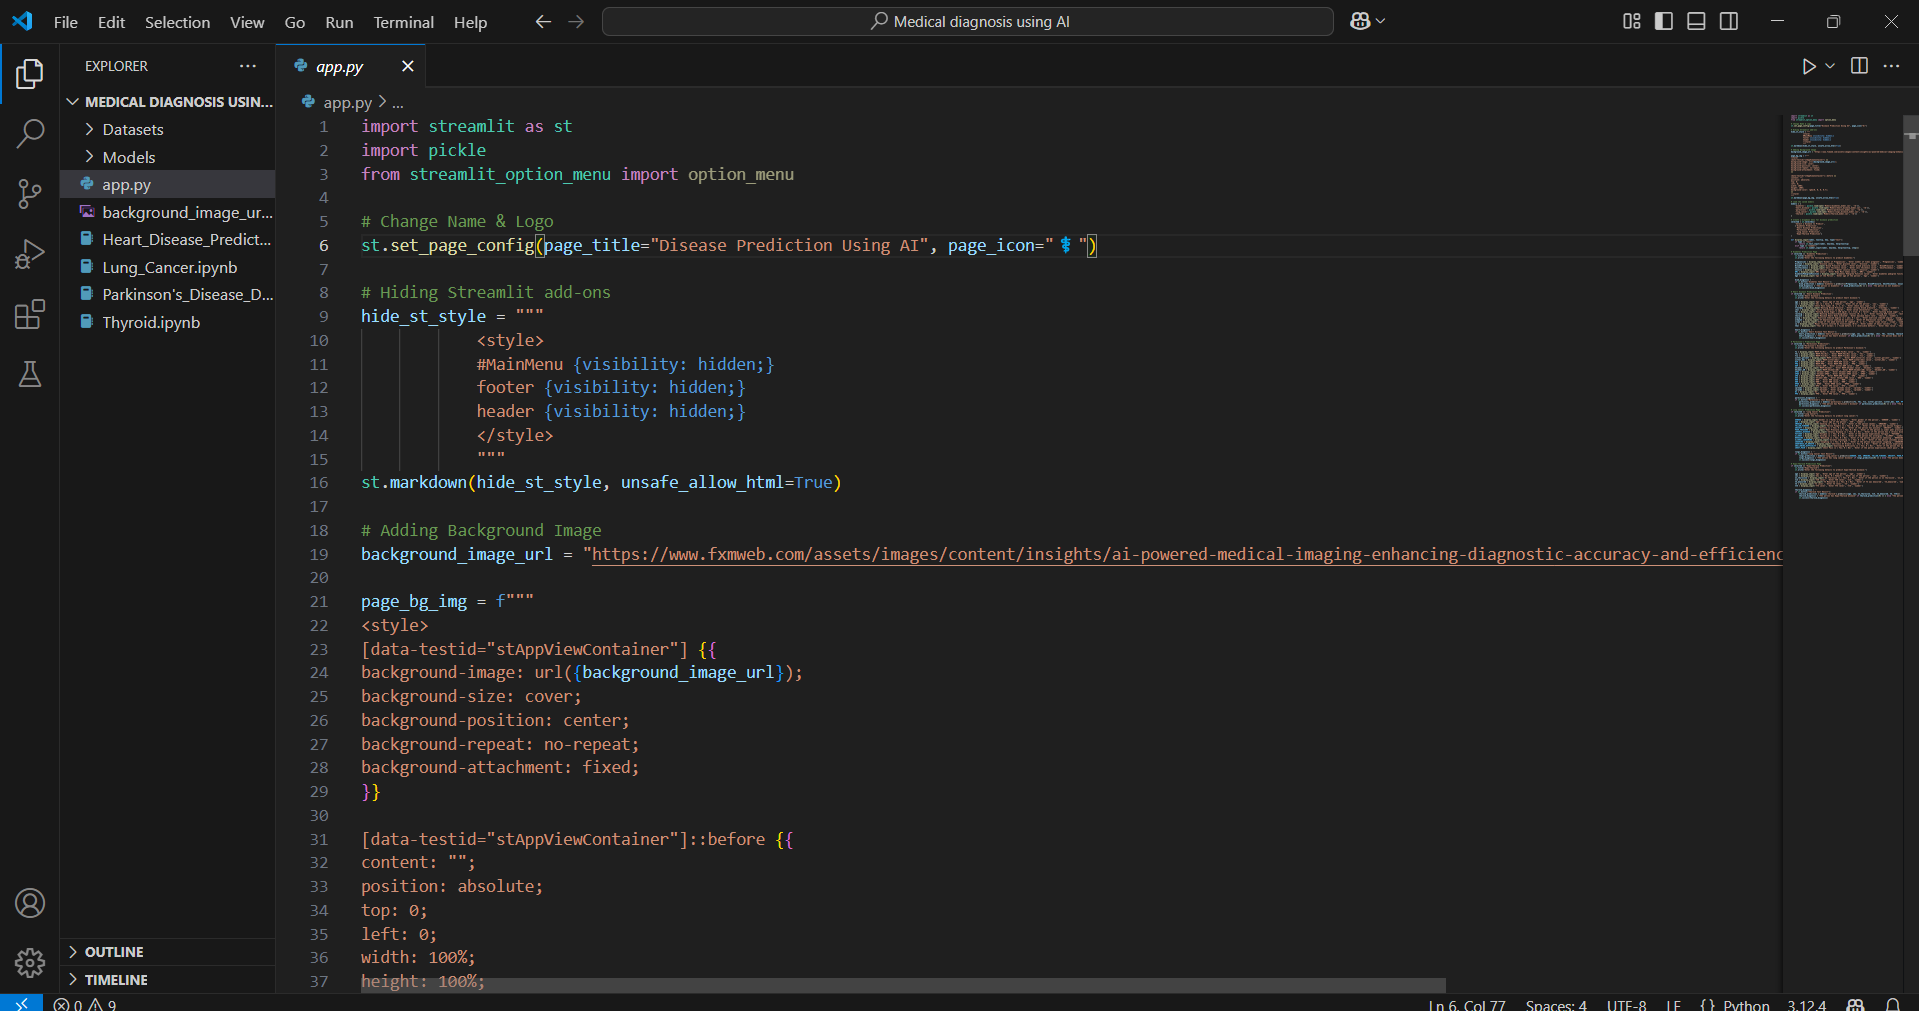 File Edit Selection View Go Run Terminal Help
Medical diagnosis using AI
EXPLORER
MEDICAL DIAGNOSIS USIN...
Datasets
Models
app.py
background_image_ur...
Heart_Disease_Predict...
Lung_Cancer.ipynb
Parkinson's_Disease_D...
Thyroid.ipynb
OUTLINE
TIMELINE
app.py
app.py > ...
1 import streamlit as st
2 import pickle
3 from streamlit_option_menu import option_menu
4
5 # Change Name & Logo
6 st.set_page_config(page_title="Disease Prediction Using AI", page_icon="⚕️")
7
8 # Hiding Streamlit add-ons
9 hide_st_style = """
10 <style>
11 #MainMenu {visibility: hidden;}
12 footer {visibility: hidden;}
13 header {visibility: hidden;}
14 </style>
15 """
16 st.markdown(hide_st_style, unsafe_allow_html=True)
17
18 # Adding Background Image
19 background_image_url = "https://www.fxmweb.com/assets/images/content/insights/ai-powered-medical-imaging-enhancing-diagnostic-accuracy-and-efficienc
20
21 page_bg_img = f"""
22 <style>
23 [data-testid="stAppViewContainer"] {{
24 background-image: url({background_image_url});
25 background-size: cover;
26 background-position: center;
27 background-repeat: no-repeat;
28 background-attachment: fixed;
29 }}
30
31 [data-testid="stAppViewContainer"]::before {{
32 content: "";
33 position: absolute;
34 top: 0;
35 left: 0;
36 width: 100%;
37 height: 100%;
0 9
Ln 6, Col 77 Spaces: 4 UTF-8 LF {} Python 3.12.4